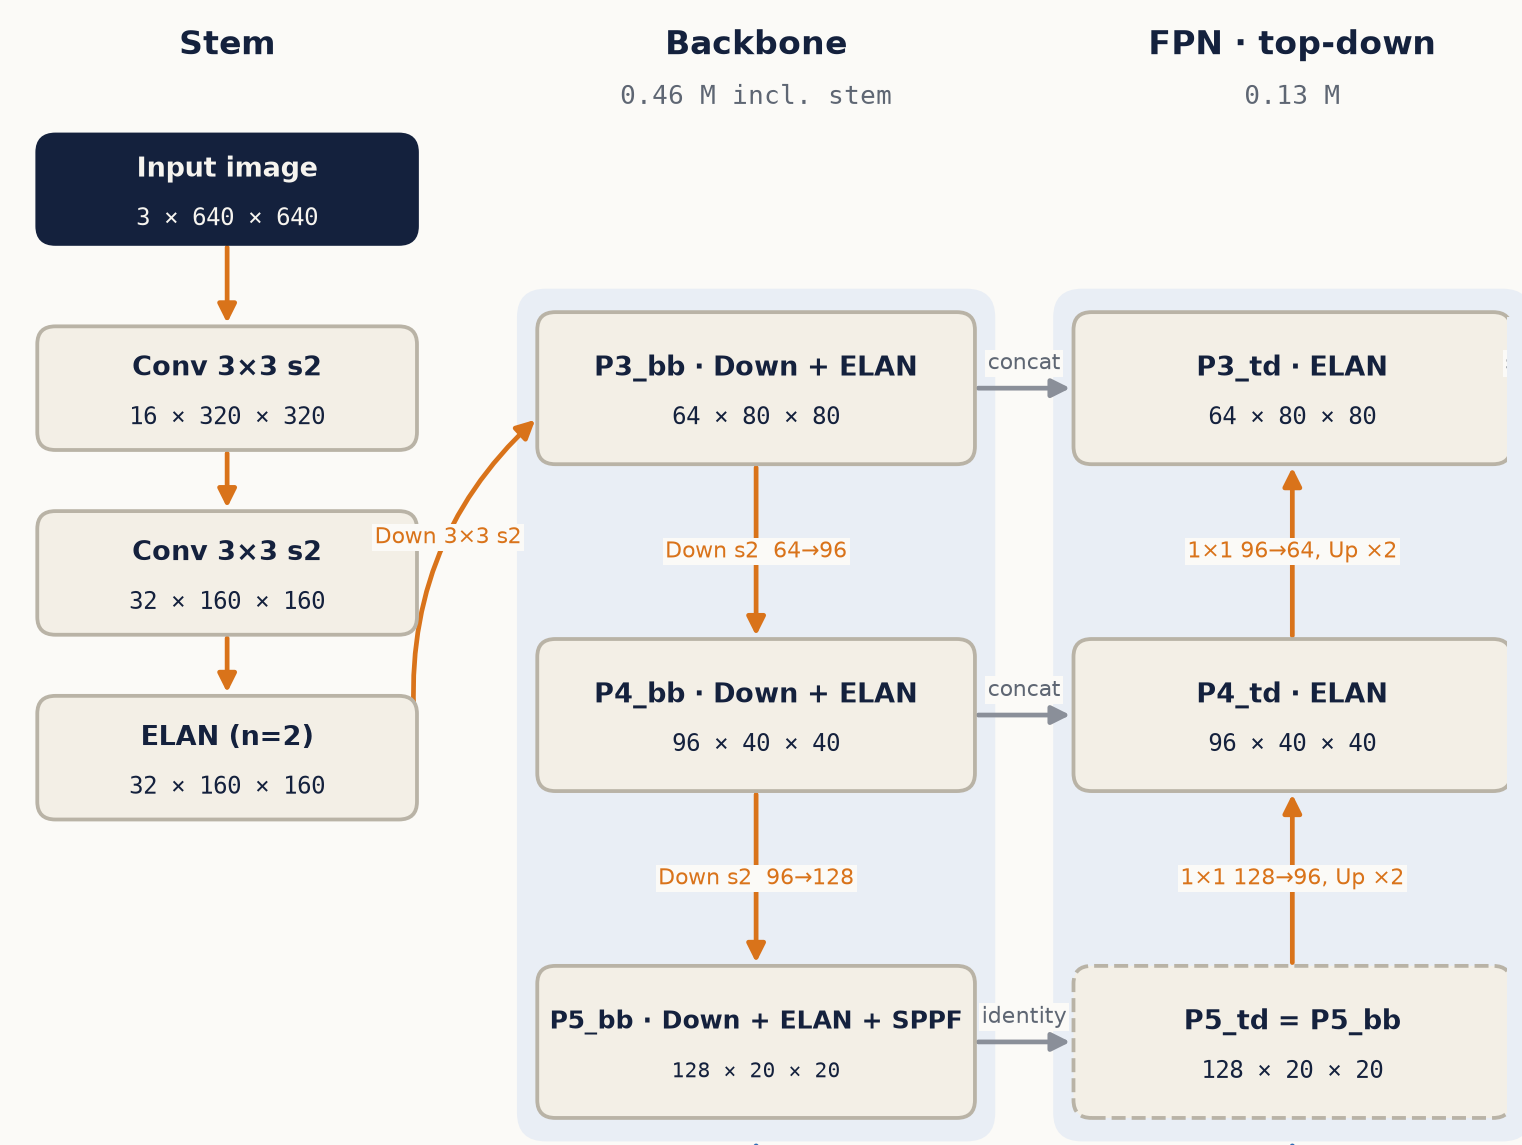 Stem
Input image
3 × 640 × 640
Conv 3×3 s2
16 × 320 × 320
Conv 3×3 s2
32 × 160 × 160
ELAN (n=2)
32 × 160 × 160
Down 3×3 s2
Backbone
0.46 M incl. stem
P3_bb · Down + ELAN
64 × 80 × 80
Down s2  64→96
P4_bb · Down + ELAN
96 × 40 × 40
Down s2  96→128
P5_bb · Down + ELAN + SPPF
128 × 20 × 20
concat
concat
identity
FPN · top-down
0.13 M
P3_td · ELAN
64 × 80 × 80
1×1 96→64, Up ×2
P4_td · ELAN
96 × 40 × 40
1×1 128→96, Up ×2
P5_td = P5_bb
128 × 20 × 20